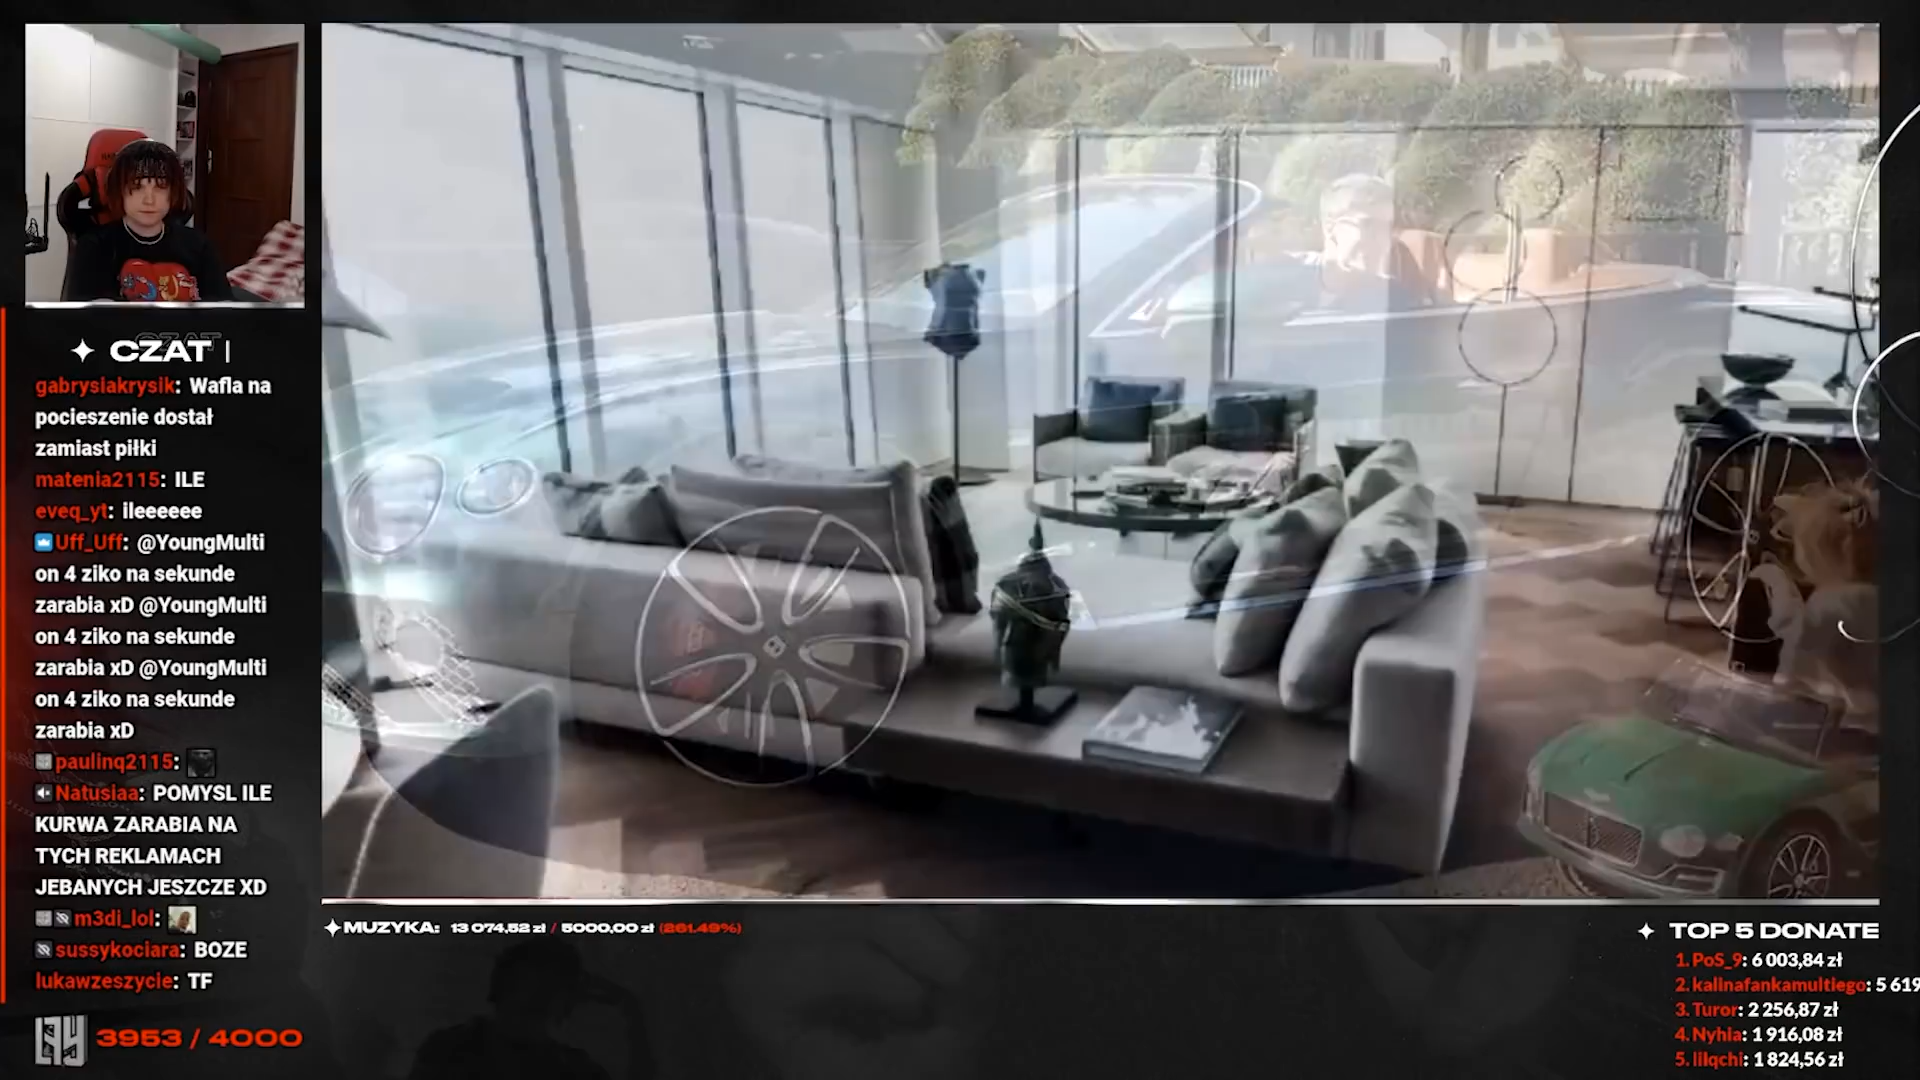 CZAT
gabrysiakrysik: Wafla na
pocieszenie dostał
zamiast piłki
matenia2115: ILE
eveq_yt: ileeeeee
Uff_Uff: @YoungMulti
on 4 ziko na sekunde
zarabia xD @YoungMulti
on 4 ziko na sekunde
zarabia xD @YoungMulti
on 4 ziko na sekunde
zarabia xD
paulinq2115:
Natusiaa: POMYSL ILE
KURWA ZARABIA NA
TYCH REKLAMACH
JEBANYCH JESZCZE XD
m3di_lol:
sussykociara: BOZE
lukawzeszycie: TF
3953 / 4000
MUZYKA: 13 074,52 zł / 5000,00 zł (261.49%)
TOP 5 DONATE
1. PoS_9: 6 003,84 zł
2. kalinafankamultiego: 5 619
3. Turor: 2 256,87 zł
4. Nyhia: 1 916,08 zł
5. lilqchi: 1 824,56 zł